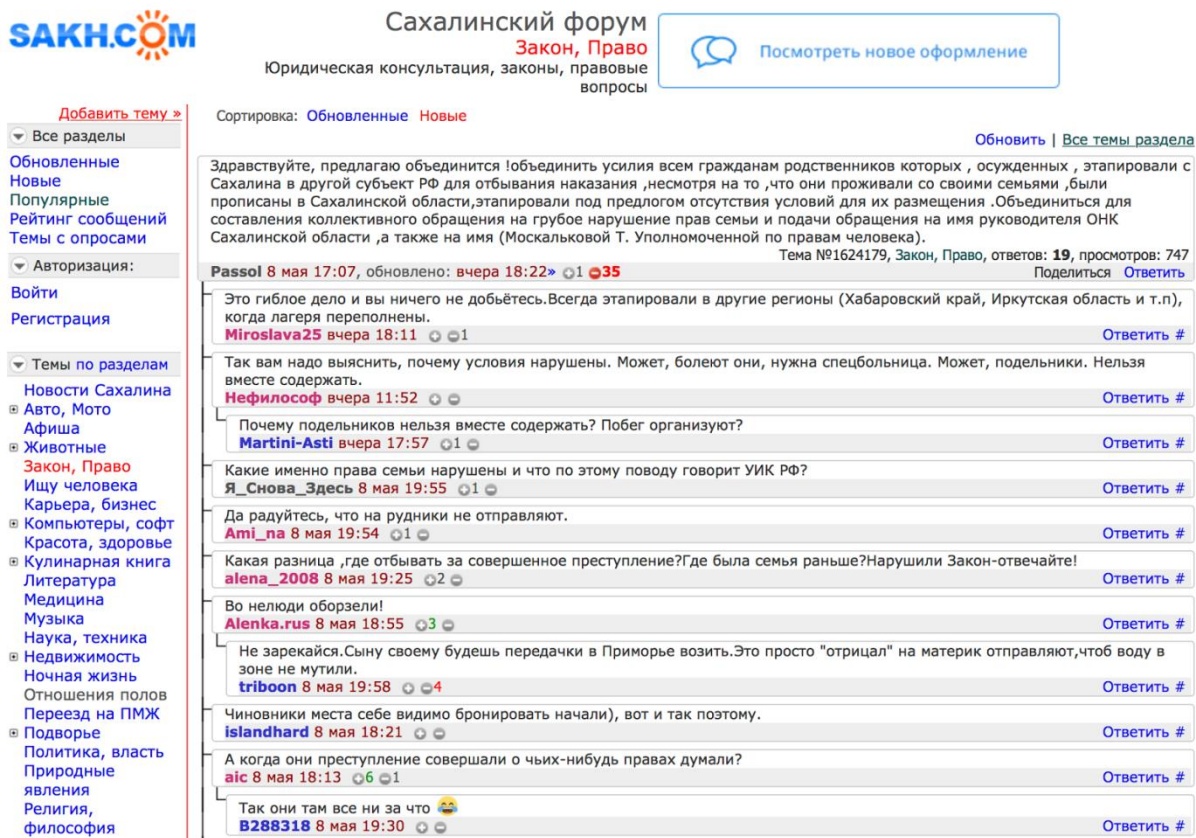 SAKH.COM
Сахалинский форум
Закон, Право
Юридическая консультация, законы, правовые
вопросы
Посмотреть новое оформление
Добавить тему »
Все разделы
Обновленные
Новые
Популярные
Рейтинг сообщений
Темы с опросами
Авторизация:
Войти
Регистрация
Темы по разделам
Новости Сахалина
Авто, Мото
Афиша
Животные
Закон, Право
Ищу человека
Карьера, бизнес
Компьютеры, софт
Красота, здоровье
Кулинарная книга
Литература
Медицина
Музыка
Наука, техника
Недвижимость
Ночная жизнь
Отношения полов
Переезд на ПМЖ
Подворье
Политика, власть
Природные
явления
Религия,
философия
Сортировка: Обновленные Новые
Обновить | Все темы раздела
Здравствуйте, предлагаю объединится !объединить усилия всем гражданам родственников которых , осужденных , этапировали с
Сахалина в другой субъект РФ для отбывания наказания ,несмотря на то ,что они проживали со своими семьями ,были
прописаны в Сахалинской области,этапировали под предлогом отсутствия условий для их размещения .Объединиться для
составления коллективного обращения на грубое нарушение прав семьи и подачи обращения на имя руководителя ОНК
Сахалинской области ,а также на имя (Москальковой Т. Уполномоченной по правам человека).
Тема №1624179, Закон, Право, ответов: 19, просмотров: 747
Passol 8 мая 17:07, обновлено: вчера 18:22» 1 35 Поделиться Ответить
Это гиблое дело и вы ничего не добьётесь.Всегда этапировали в другие регионы (Хабаровский край, Иркутская область и т.п),
когда лагеря переполнены.
Miroslava25 вчера 18:11 1 Ответить #
Так вам надо выяснить, почему условия нарушены. Может, болеют они, нужна спецбольница. Может, подельники. Нельзя
вместе содержать.
Нефилософ вчера 11:52 Ответить #
Почему подельников нельзя вместе содержать? Побег организуют?
Martini-Asti вчера 17:57 1 Ответить #
Какие именно права семьи нарушены и что по этому поводу говорит УИК РФ?
Я_Снова_Здесь 8 мая 19:55 1 Ответить #
Да радуйтесь, что на рудники не отправляют.
Ami_na 8 мая 19:54 1 Ответить #
Какая разница ,где отбывать за совершенное преступление?Где была семья раньше?Нарушили Закон-отвечайте!
alena_2008 8 мая 19:25 2 Ответить #
Во нелюди оборзели!
Alenka.rus 8 мая 18:55 3 Ответить #
Не зарекайся.Сыну своему будешь передачки в Приморье возить.Это просто "отрицал" на материк отправляют,чтоб воду в
зоне не мутили.
triboon 8 мая 19:58 4 Ответить #
Чиновники места себе видимо бронировать начали), вот и так поэтому.
islandhard 8 мая 18:21 Ответить #
А когда они преступление совершали о чьих-нибудь правах думали?
aic 8 мая 18:13 6 1 Ответить #
Так они там все ни за что 😂
B288318 8 мая 19:30 Ответить #